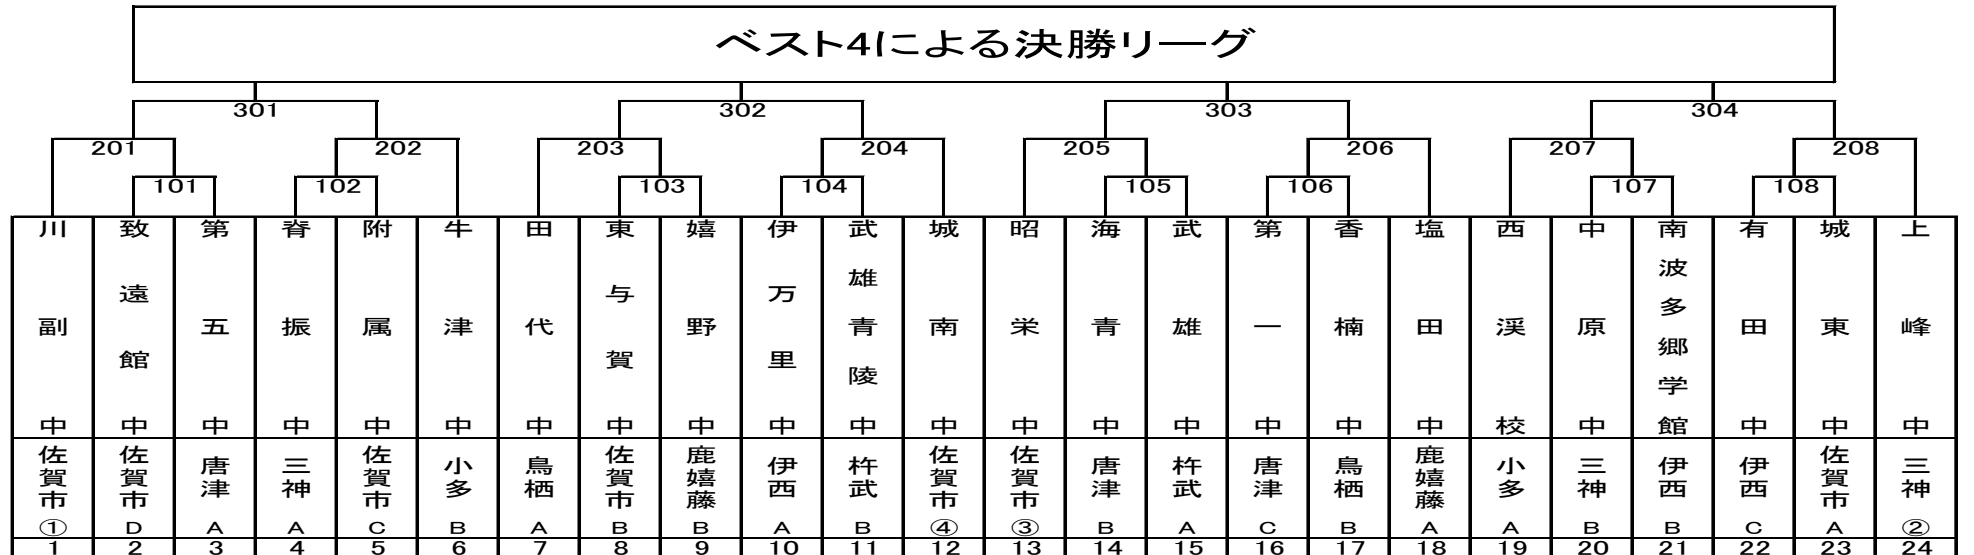 ベスト4による決勝リーグ
301 302 303 304
201 202 203 204 205 206 207 208
101 102 103 104 105 106 107 108
川副中 致遠館中 第五中 脊振中 附属中 牛津中 田代中 東与賀中 嬉野中 伊万里中 武雄青陵中 城南中 昭栄中 海青中 武雄中 第一中 香楠中 塩田中 西渓校 中原中 南波多郷学館 有田中 城東中 上峰中
佐賀市 佐賀市 唐津 三神 佐賀市 小多 鳥栖 佐賀市 鹿嬉藤 伊西 杵武 佐賀市 佐賀市 唐津 杵武 唐津 鳥栖 鹿嬉藤 小多 三神 伊西 伊西 佐賀市 三神
① D A A C B A B B A B ④ ③ B A C B A A B B C A ②
1 2 3 4 5 6 7 8 9 10 11 12 13 14 15 16 17 18 19 20 21 22 23 24